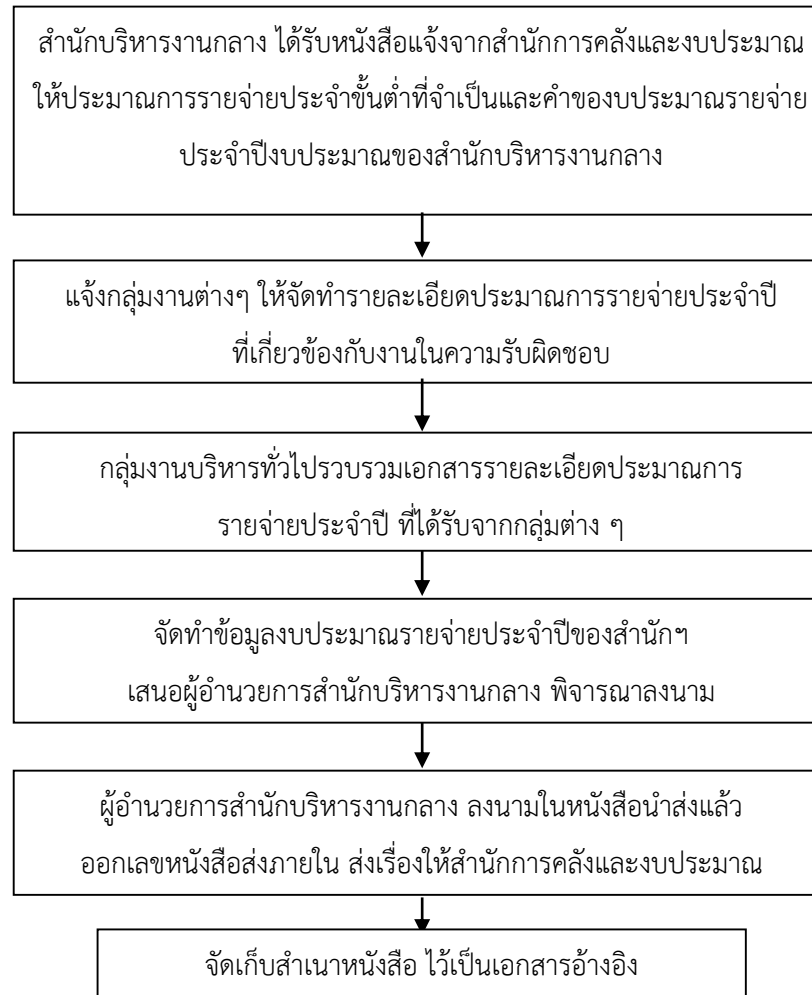 สำนักบริหารงานกลาง ได้รับหนังสือแจ้งจากสำนักการคลังและงบประมาณ
ให้ประมาณการรายจ่ายประจำขั้นต่ำที่จำเป็นและคำของบประมาณรายจ่าย
ประจำปีงบประมาณของสำนักบริหารงานกลาง
แจ้งกลุ่มงานต่างๆ ให้จัดทำรายละเอียดประมาณการรายจ่ายประจำปี
ที่เกี่ยวข้องกับงานในความรับผิดชอบ
กลุ่มงานบริหารทั่วไปรวบรวมเอกสารรายละเอียดประมาณการ
รายจ่ายประจำปี ที่ได้รับจากกลุ่มต่าง ๆ
จัดทำข้อมูลงบประมาณรายจ่ายประจำปีของสำนักฯ
เสนอผู้อำนวยการสำนักบริหารงานกลาง พิจารณาลงนาม
ผู้อำนวยการสำนักบริหารงานกลาง ลงนามในหนังสือนำส่งแล้ว
ออกเลขหนังสือส่งภายใน ส่งเรื่องให้สำนักการคลังและงบประมาณ
จัดเก็บสำเนาหนังสือ ไว้เป็นเอกสารอ้างอิง